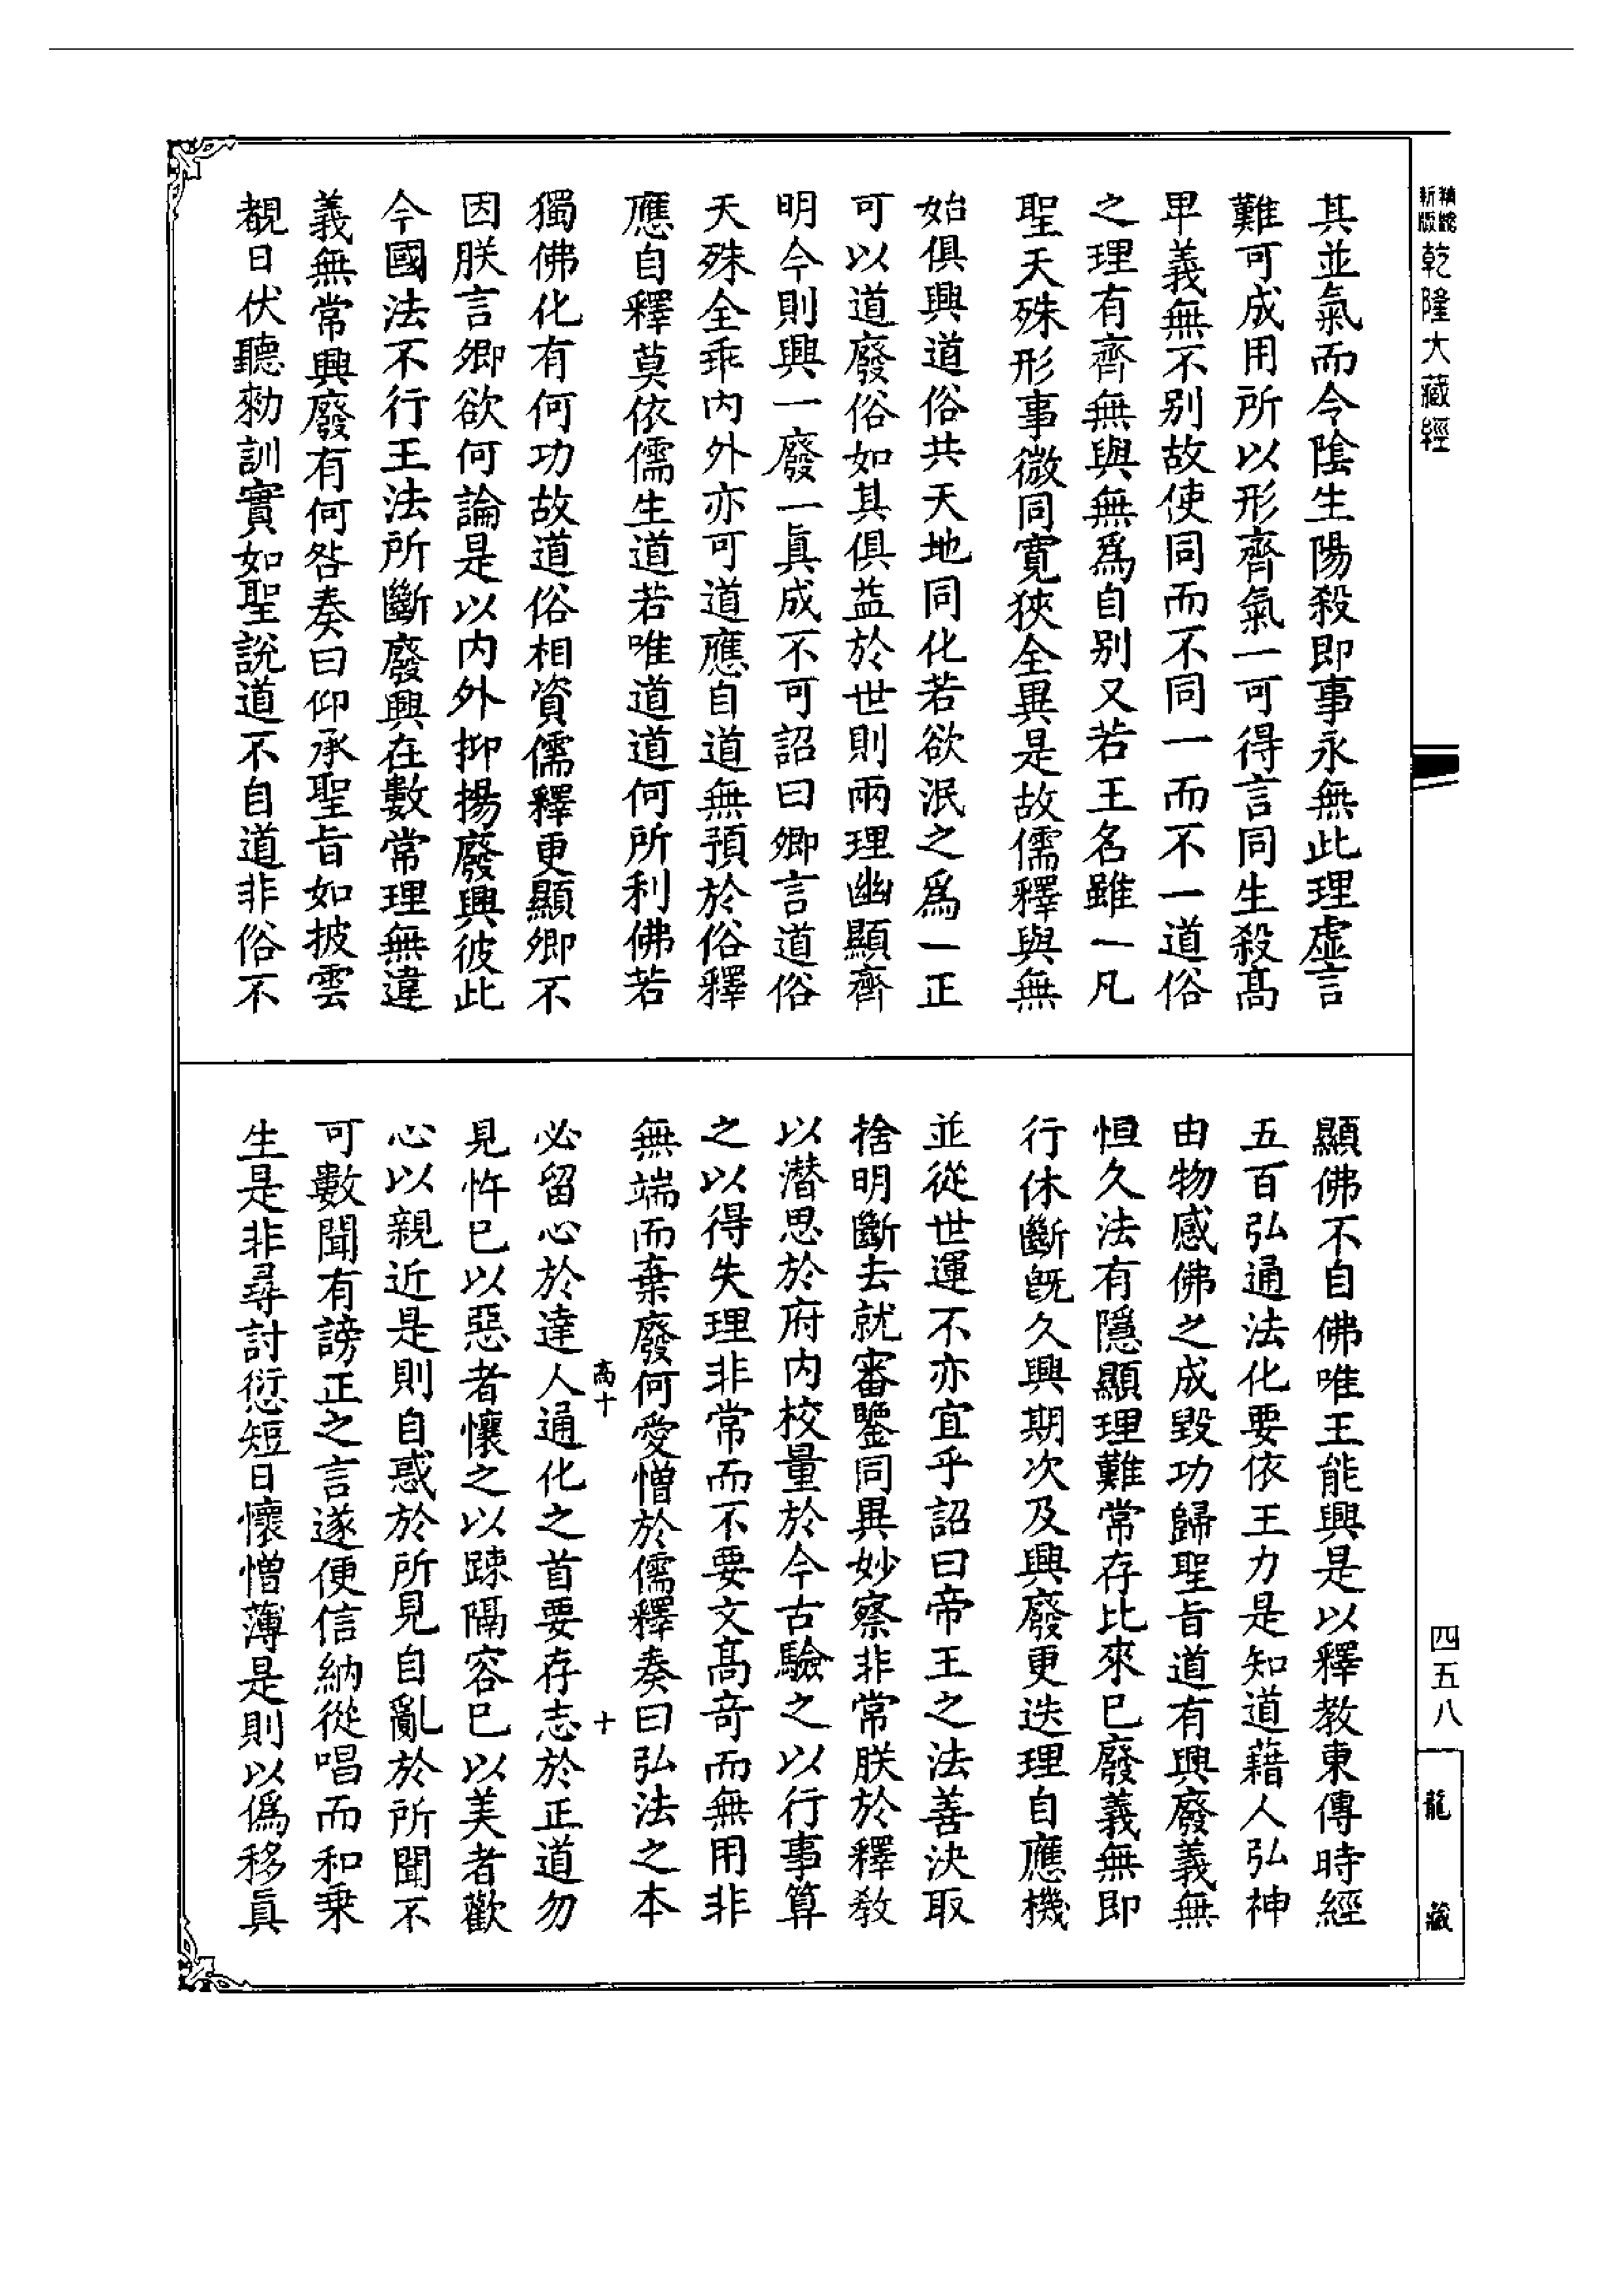 精縮新版乾隆大藏經
其並氣而令陰生陽殺即事永無此理虛言
難可成用所以形齊氣一可得言同生殺髙
甲義無不别故使同而不同一而不一道俗
之理有齊無與無爲自别又若王名雖一凡
聖天殊形事微同寛狹全異是故儒釋與無
始俱興道俗共天地同化若欲泯之爲一正
可以道廢俗如其俱益於世則兩理幽顯齊
明今則興一廢一眞成不可詔曰卿言道俗
天殊全乖内外亦可道應自道無預於俗釋
應自釋莫依儒生道若唯道道何所利佛若
獨佛化有何功故道俗相資儒釋更顯卿不
因朕言卿欲何論是以内外抑揚廢興彼此
今國法不行王法所斷廢興在數常理無違
義無常興廢有何咎奏曰仰承聖旨如披雲
覩日伏聽勑訓實如聖說道不自道非俗不
顯佛不自佛唯王能興是以釋教東傳時經
五百弘通法化要依王力是知道藉人弘神
由物感佛之成毀功歸聖旨道有興廢義無
恒久法有隱顯理難常存比來已廢義無即
行休斷旣久興期次及興廢更迭理自應機
並從世運不亦宜乎詔曰帝王之法善決取
捨明斷去就審鑒同異妙察非常朕於釋教
以潛思於府内校量於今古驗之以行事算
之以得失理非常而不要文髙竒而無用非
無端而棄廢何愛憎於儒釋奏曰弘法之本
髙十
十
必留心於達人通化之首要存志於正道勿
見忤已以惡者懷之以踈隔容已以美者歡
心以親近是則自惑於所見自亂於所聞不
可數聞有謗正之言遂便信納從唱而和乗
生是非尋討愆短日懷憎薄是則以僞移眞
四五八
龍藏